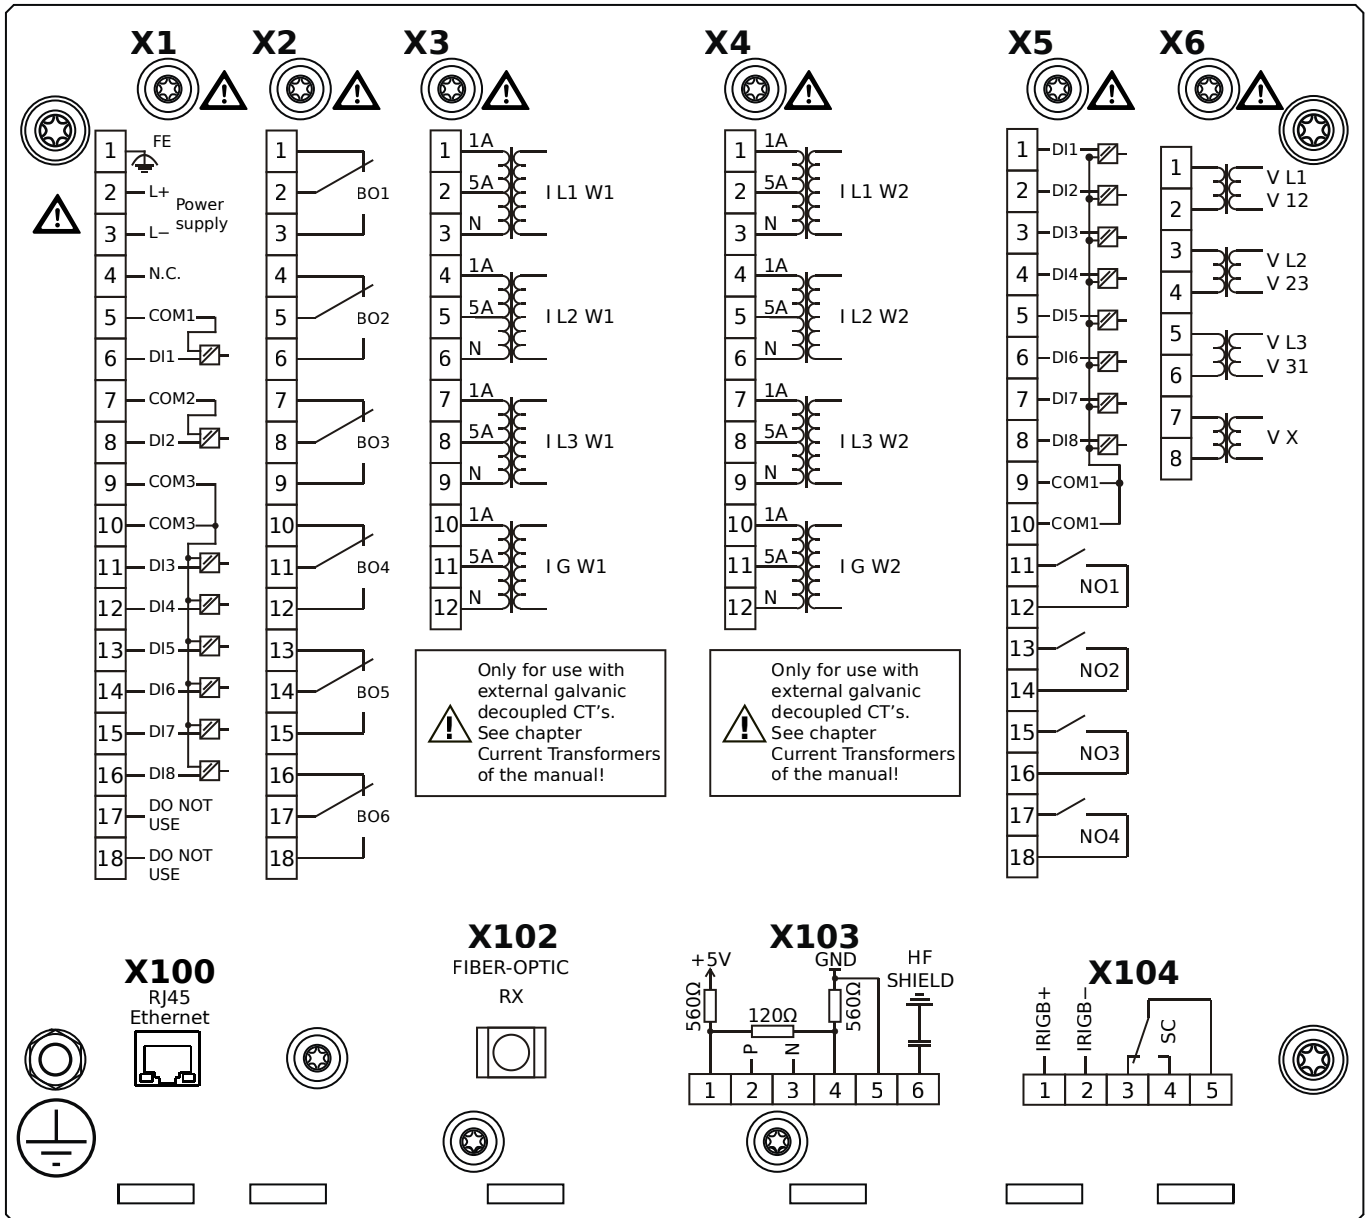 X1
X2
X3
X4
X5
X6
1 FE
2 L+
Power
supply
3 L−
4 N.C.
5 COM1
6 DI1
7 COM2
8 DI2
9 COM3
10 COM3
11 DI3
12 DI4
13 DI5
14 DI6
15 DI7
16 DI8
17 DO NOT
USE
18 DO NOT
USE
1
2 BO1
3
4
5 BO2
6
7
8 BO3
9
10
11 BO4
12
13
14 BO5
15
16
17 BO6
18
1 1A
2 5A I L1 W1
3 N
4 1A
5 5A I L2 W1
6 N
7 1A
8 5A I L3 W1
9 N
10 1A
11 5A I G W1
12 N
Only for use with
external galvanic
decoupled CT's.
See chapter
Current Transformers
of the manual!
1 1A
2 5A I L1 W2
3 N
4 1A
5 5A I L2 W2
6 N
7 1A
8 5A I L3 W2
9 N
10 1A
11 5A I G W2
12 N
Only for use with
external galvanic
decoupled CT's.
See chapter
Current Transformers
of the manual!
1 DI1
2 DI2
3 DI3
4 DI4
5 DI5
6 DI6
7 DI7
8 DI8
9 COM1
10 COM1
11
NO1
12
13
NO2
14
15
NO3
16
17
NO4
18
1 V L1
2 V 12
3 V L2
4 V 23
5 V L3
6 V 31
7
V X
8
X100
RJ45
Ethernet
X102
FIBER-OPTIC
RX
X103
+5V
GND
HF
SHIELD
560Ω
120Ω
560Ω
P
N
1 2 3 4 5 6
X104
IRIGB+
IRIGB−
SC
1 2 3 4 5